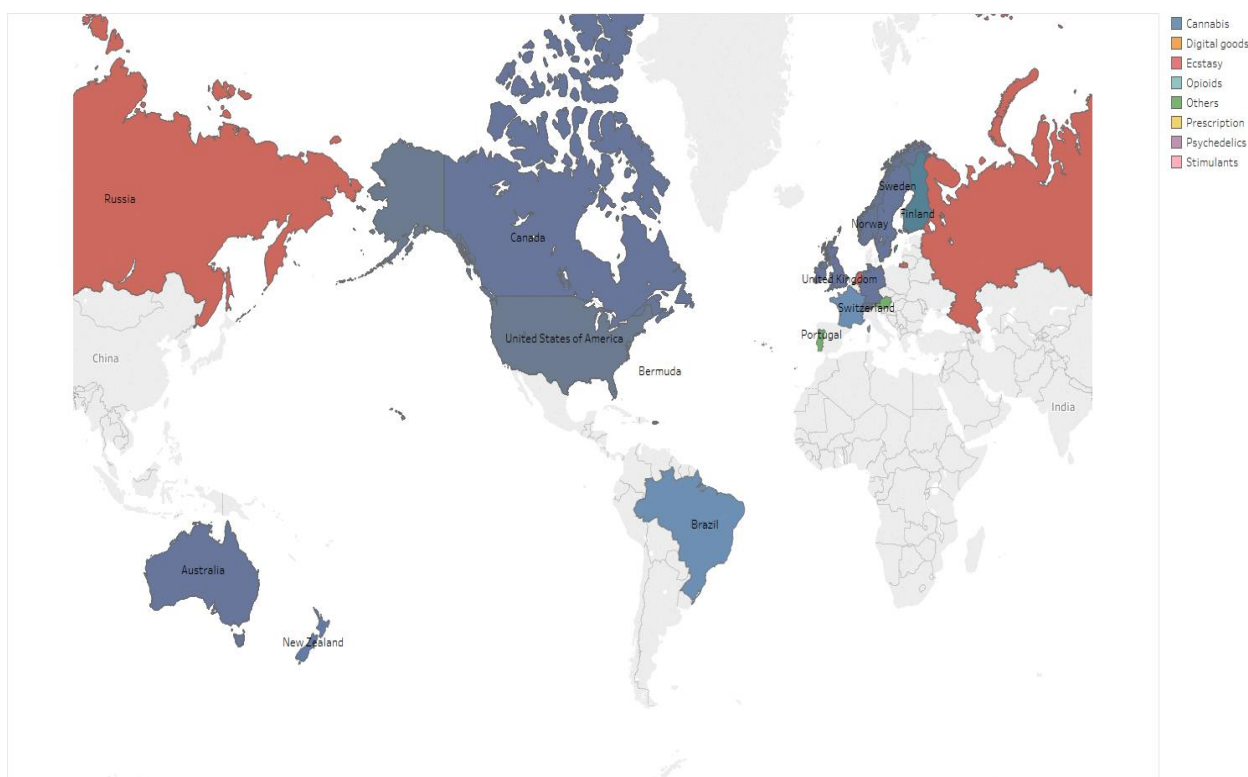 Cannabis
Digital goods
Ecstasy
Opioids
Others
Prescription
Psychedelics
Stimulants
Russia
Canada
Sweden
Finland
Norway
United Kingdom
Switzerland
Portugal
United States of America
China
Bermuda
India
Brazil
Australia
New Zealand